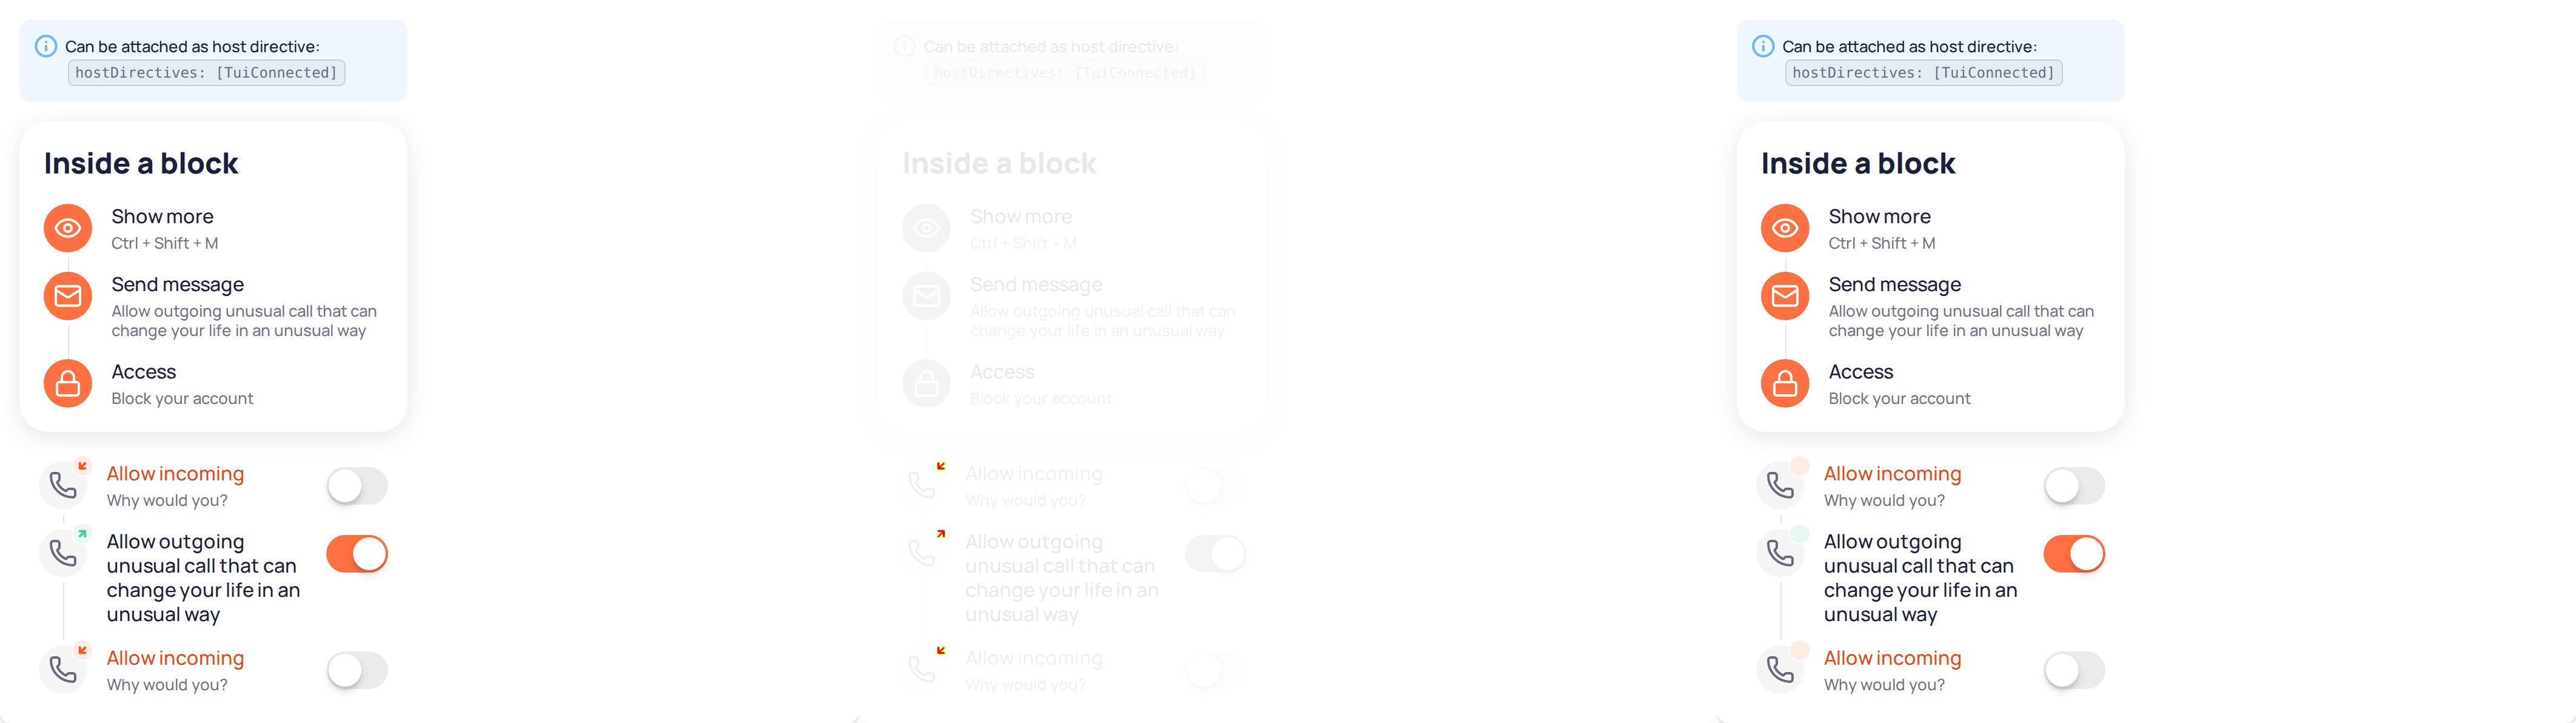 Can be attached as host directive:
hostDirectives: [TuiConnected]
Inside a block
Show more
Ctrl + Shift + M
Send message
Allow outgoing unusual call that can
change your life in an unusual way
Access
Block your account
Allow incoming
Why would you?
Allow outgoing
unusual call that can
change your life in an
unusual way
Allow incoming
Why would you?
Can be attached as host directive:
hostDirectives: [TuiConnected]
Inside a block
Show more
Ctrl + Shift + M
Send message
Allow outgoing unusual call that can
change your life in an unusual way
Access
Block your account
Allow incoming
Why would you?
Allow outgoing
unusual call that can
change your life in an
unusual way
Allow incoming
Why would you?
Can be attached as host directive:
hostDirectives: [TuiConnected]
Inside a block
Show more
Ctrl + Shift + M
Send message
Allow outgoing unusual call that can
change your life in an unusual way
Access
Block your account
Allow incoming
Why would you?
Allow outgoing
unusual call that can
change your life in an
unusual way
Allow incoming
Why would you?